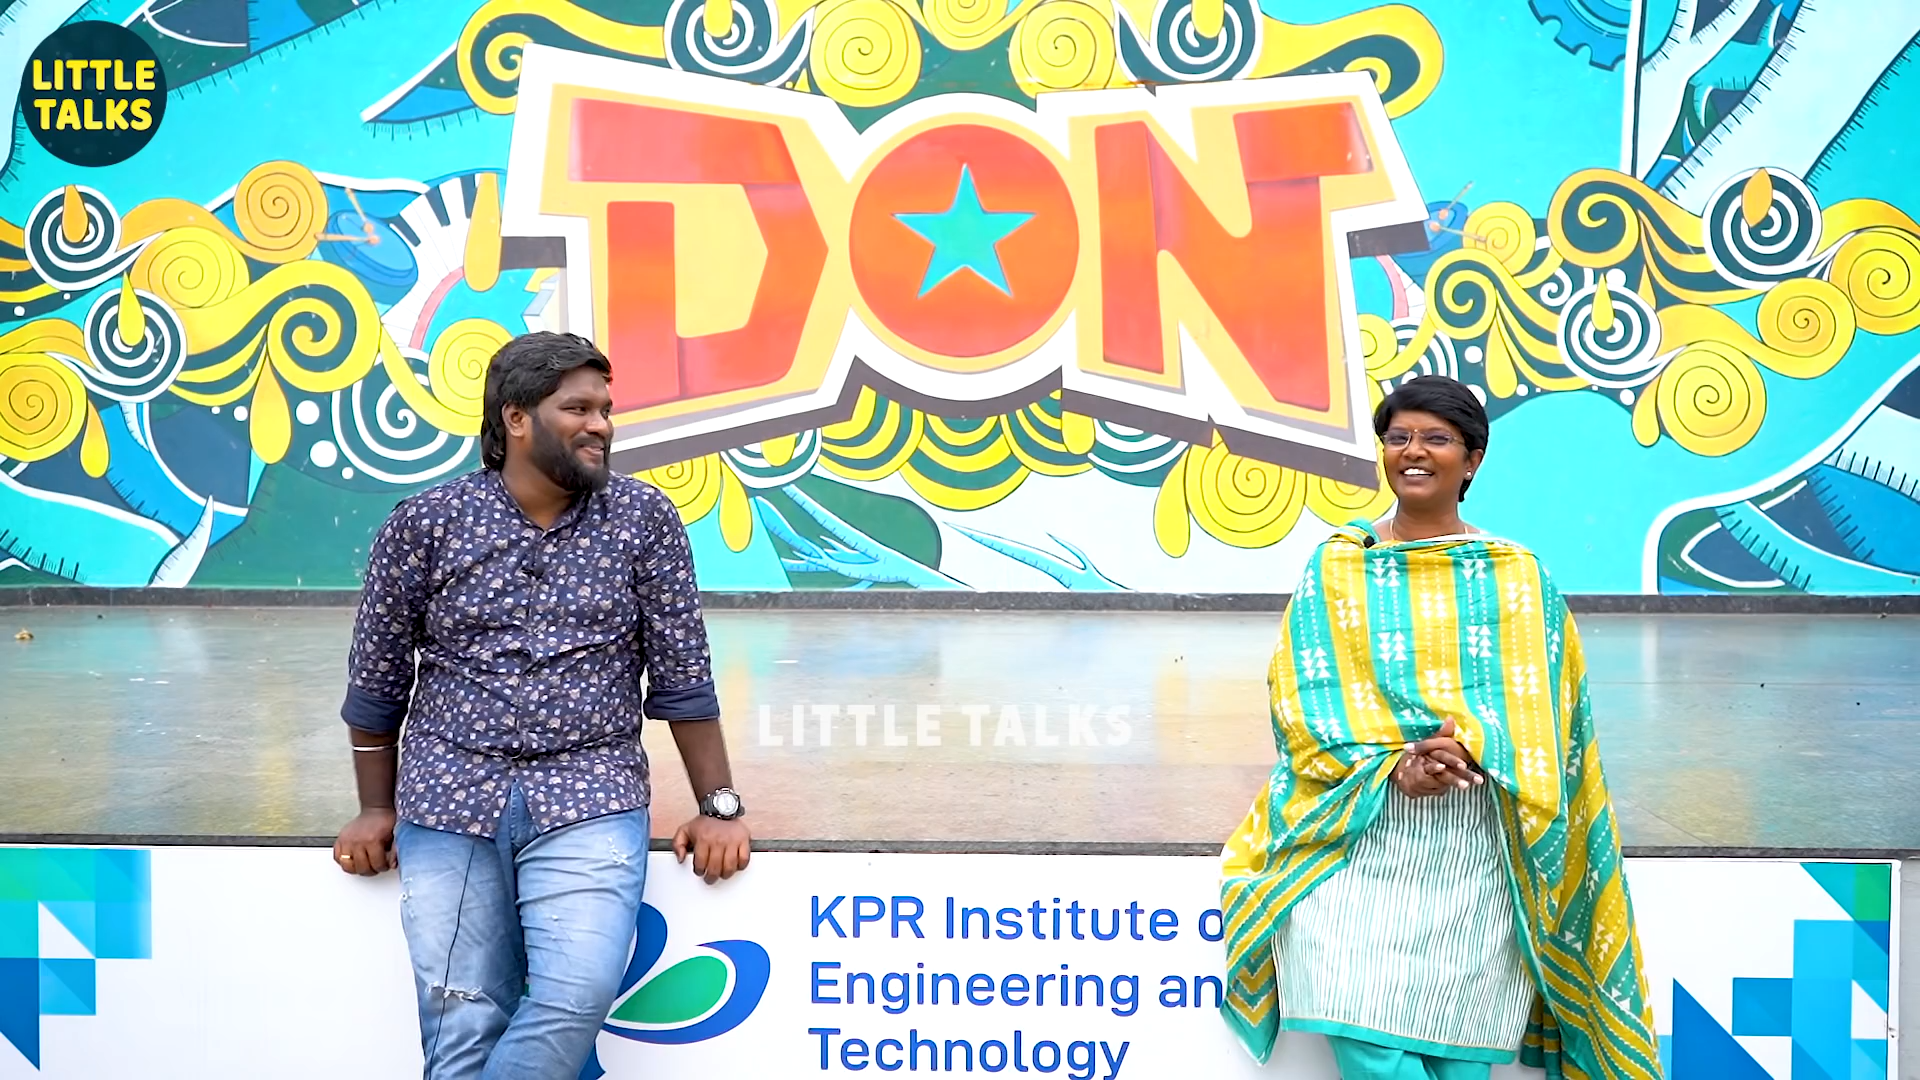 LITTLE
TALKS
DON
LITTLE TALKS
KPR Institute o
Engineering an
Technology